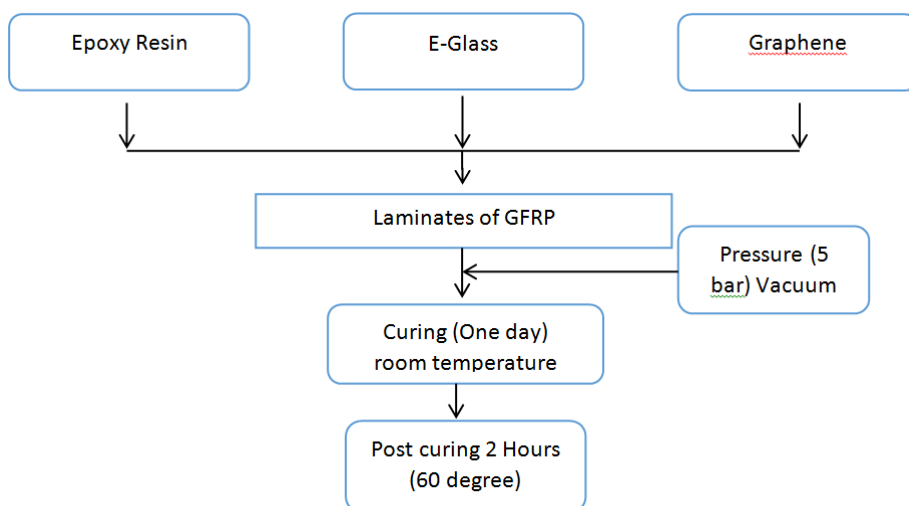 Epoxy Resin
E-Glass
Graphene
Laminates of GFRP
Pressure (5
bar) Vacuum
Curing (One day)
room temperature
Post curing 2 Hours
(60 degree)